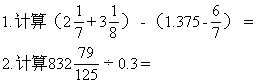 1.计算（2 1/7 + 3 1/8）-（1.375 - 6/7）=
2.计算832 79/125 ÷ 0.3=